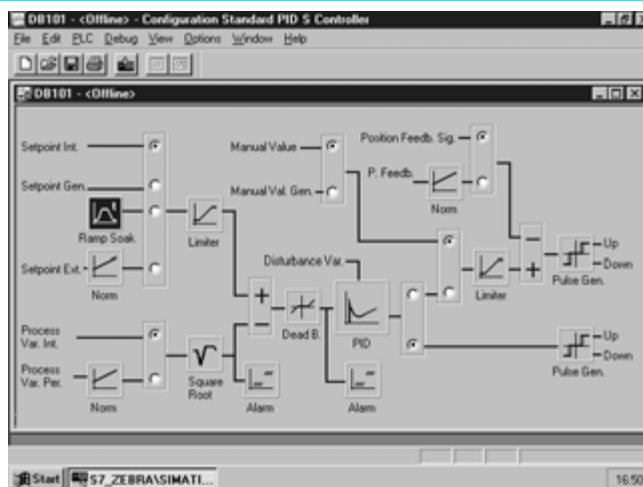 DB101 - <Offline> - Configuration Standard PID S Controller
File Edit PLC Debug View Options Window Help
DB101 - <Offline>
Setpoint Int.
Manual Value
Position Feedb. Sig.
Setpoint Gen.
Manual Val. Gen.
P. Feedb.
Norm
Ramp Soak.
Limiter
Setpoint Ext.
Norm
Disturbance Var.
Limiter
Up
Down
Pulse Gen.
Process
Var. Int.
Dead B.
PID
Process
Var. Per.
Norm
Square
Root
Alarm
Alarm
Up
Down
Pulse Gen.
Start
S7_ZEBRA\SIMATI...
16:50